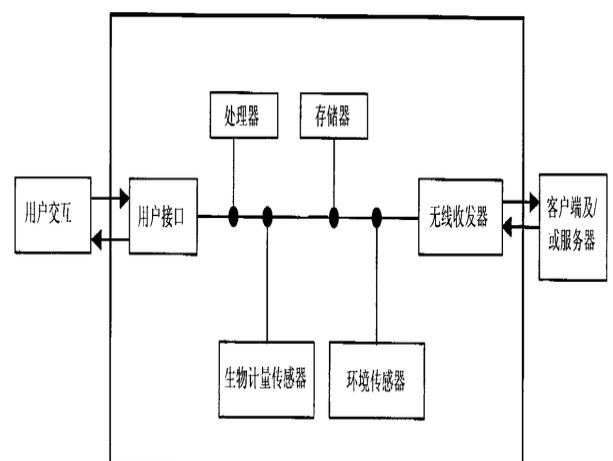 处理器
存储器
用户交互
用户接口
无线收发器
客户端及/
或服务器
生物计量传感器
环境传感器